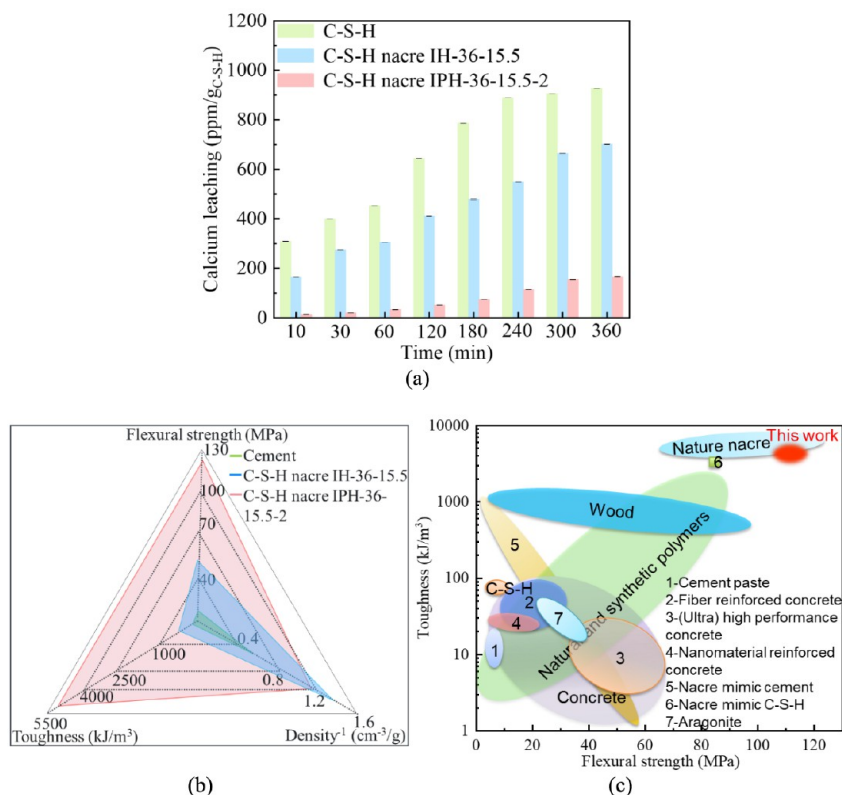 1200
1000
800
600
400
200
0
Calcium leaching (ppm/gC-S-H)
C-S-H
C-S-H nacre IH-36-15.5
C-S-H nacre IPH-36-15.5-2
10 30 60 120 180 240 300 360
Time (min)
(a)
Flexural strength (MPa)
130
100
70
40
Cement
C-S-H nacre IH-36-15.5
C-S-H nacre IPH-36-
15.5-2
0.4
0.8
1.2
1.6
1000
2500
4000
5500
Toughness (kJ/m³)
Density⁻¹ (cm⁻³/g)
(b)
10000
1000
100
10
1
Toughness (kJ/m³)
This work
Nature nacre
6
Wood
5
C-S-H
2
4
7
1
3
Natural and synthetic polymers
Concrete
1-Cement paste
2-Fiber reinforced concrete
3-(Ultra) high performance
concrete
4-Nanomaterial reinforced
concrete
5-Nacre mimic cement
6-Nacre mimic C-S-H
7-Aragonite
0 20 40 60 80 100 120
Flexural strength (MPa)
(c)